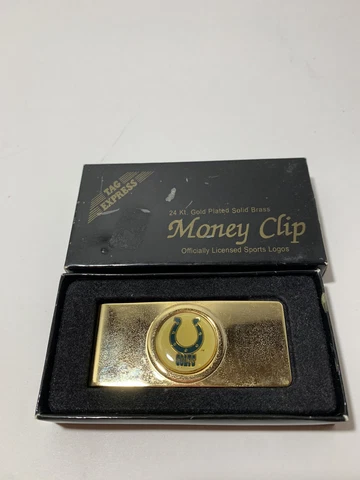 TAG
EXPRESS
24 Kt. Gold Plated Solid Brass
Money Clip
Officially Licensed Sports Logos
COLTS